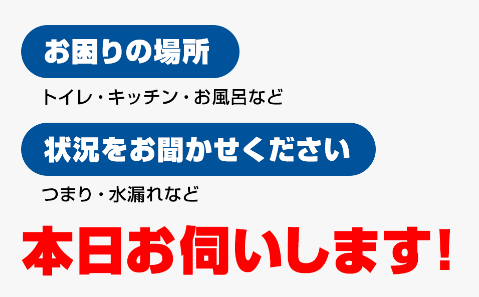 お困りの場所
トイレ・キッチン・お風呂など
状況をお聞かせください
つまり・水漏れなど
本日お伺いします!